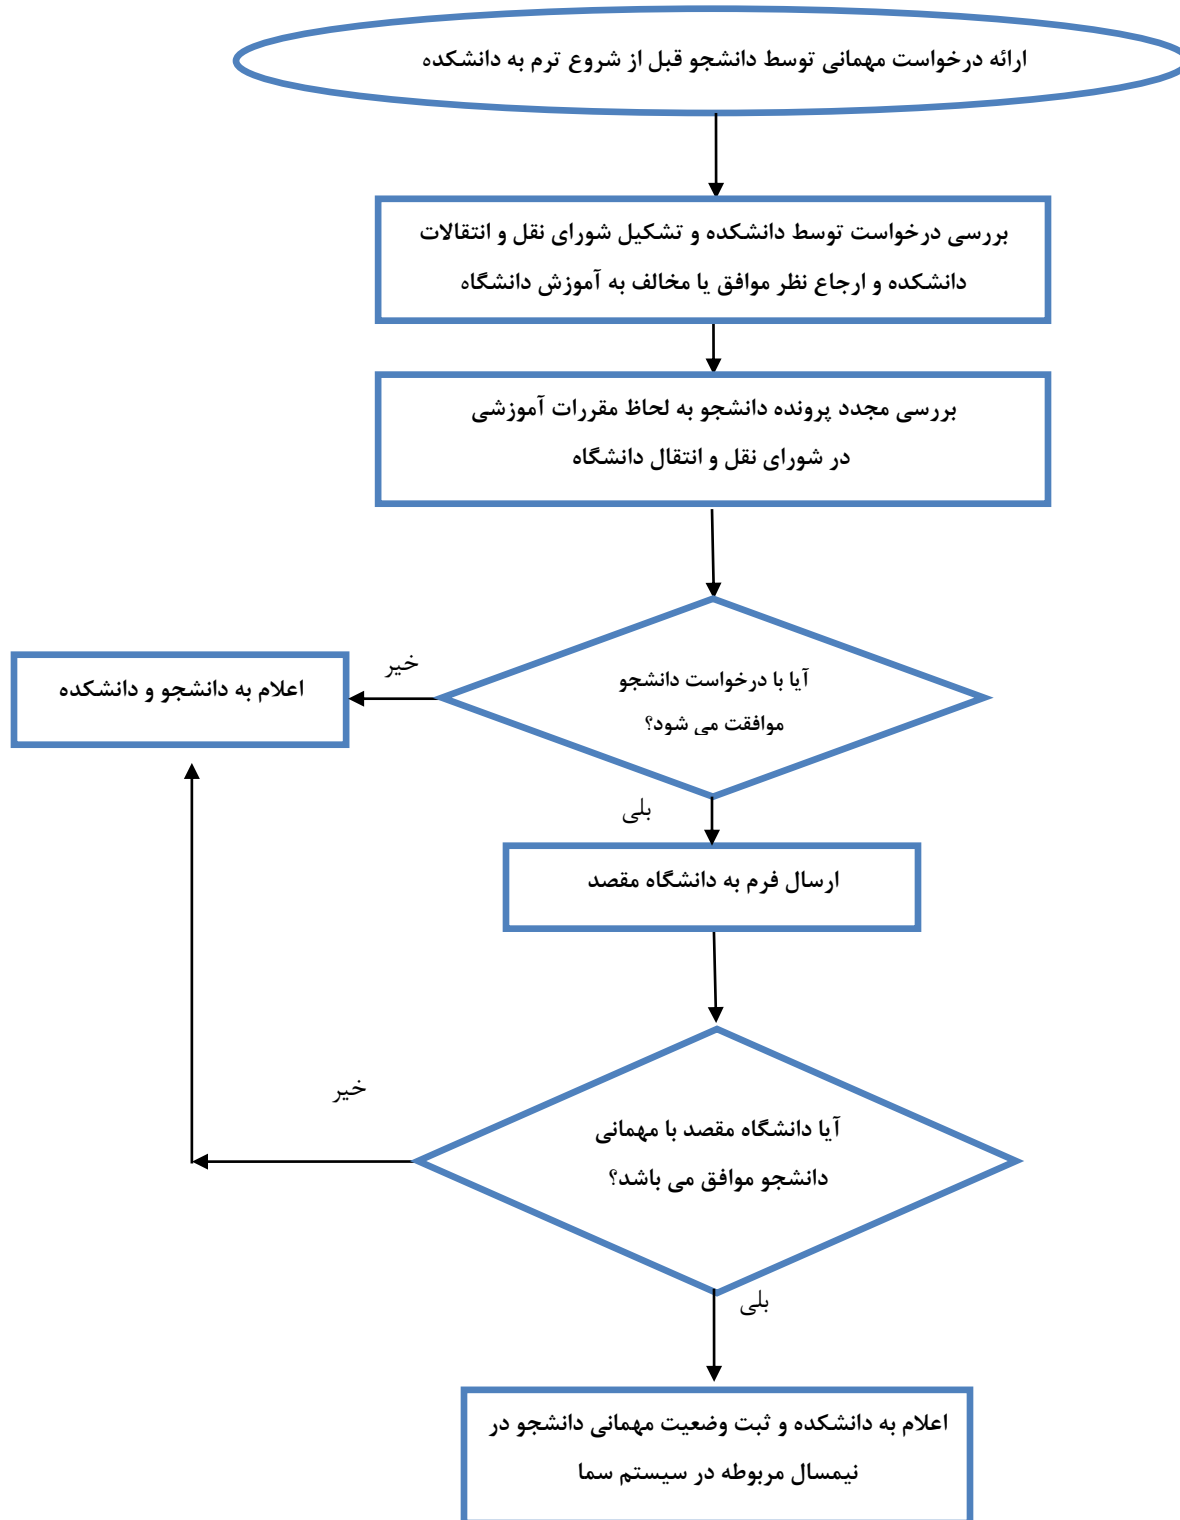 ارائه درخواست مهمانی توسط دانشجو قبل از شروع ترم به دانشکده
بررسی درخواست توسط دانشکده و تشکیل شورای نقل و انتقالات
دانشکده و ارجاع نظر موافق یا مخالف به آموزش دانشگاه
بررسی مجدد پرونده دانشجو به لحاظ مقررات آموزشی
در شورای نقل و انتقال دانشگاه
آیا با درخواست دانشجو
موافقت می شود؟
خیر
اعلام به دانشجو و دانشکده
بلی
ارسال فرم به دانشگاه مقصد
آیا دانشگاه مقصد با مهمانی
دانشجو موافق می باشد؟
خیر
بلی
اعلام به دانشکده و ثبت وضعیت مهمانی دانشجو در
نیمسال مربوطه در سیستم سما